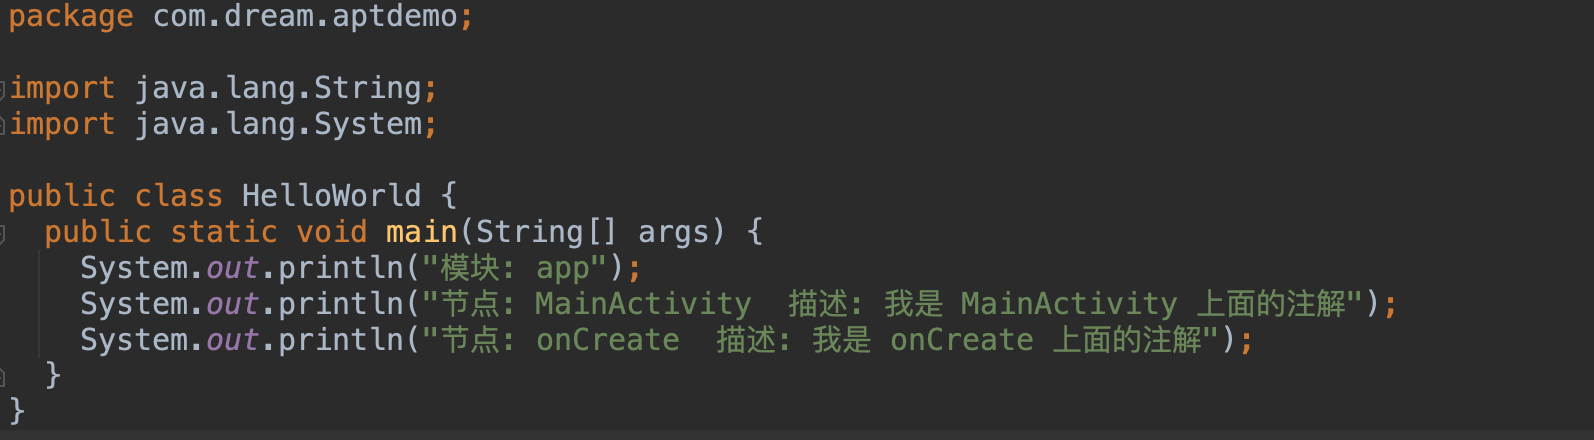 package com.dream.aptdemo;
import java.lang.String;
import java.lang.System;
public class HelloWorld {
public static void main(String[] args) {
System.out.println("模块: app");
System.out.println("节点: MainActivity  描述: 我是 MainActivity 上面的注解");
System.out.println("节点: onCreate  描述: 我是 onCreate 上面的注解");
}
}